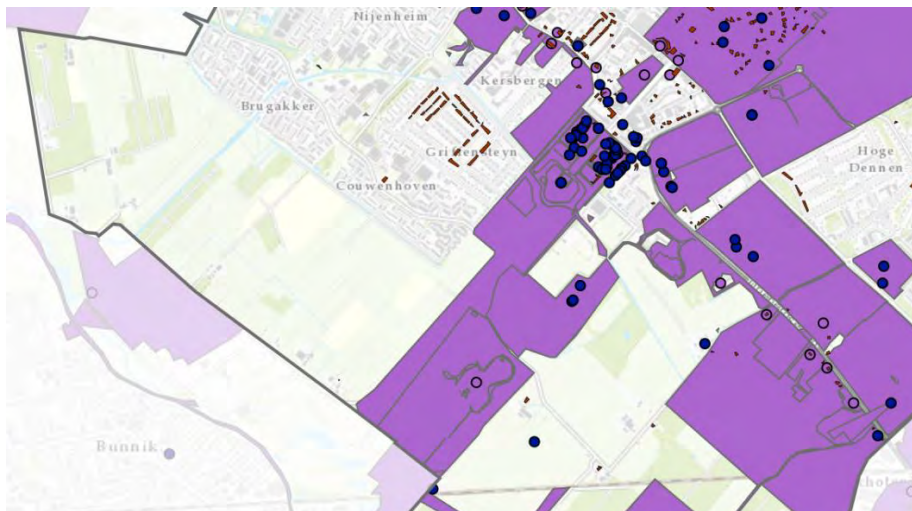 Nijenheim
Kersbergen
Brugakker
Griffensteyn
Hoge
Dennen
Couwenhoven
Bunnik